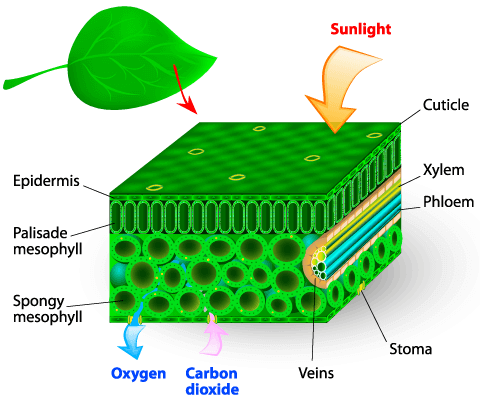 Sunlight
Cuticle
Xylem
Phloem
Epidermis
Palisade
mesophyll
Spongy
mesophyll
Oxygen
Carbon
dioxide
Veins
Stoma